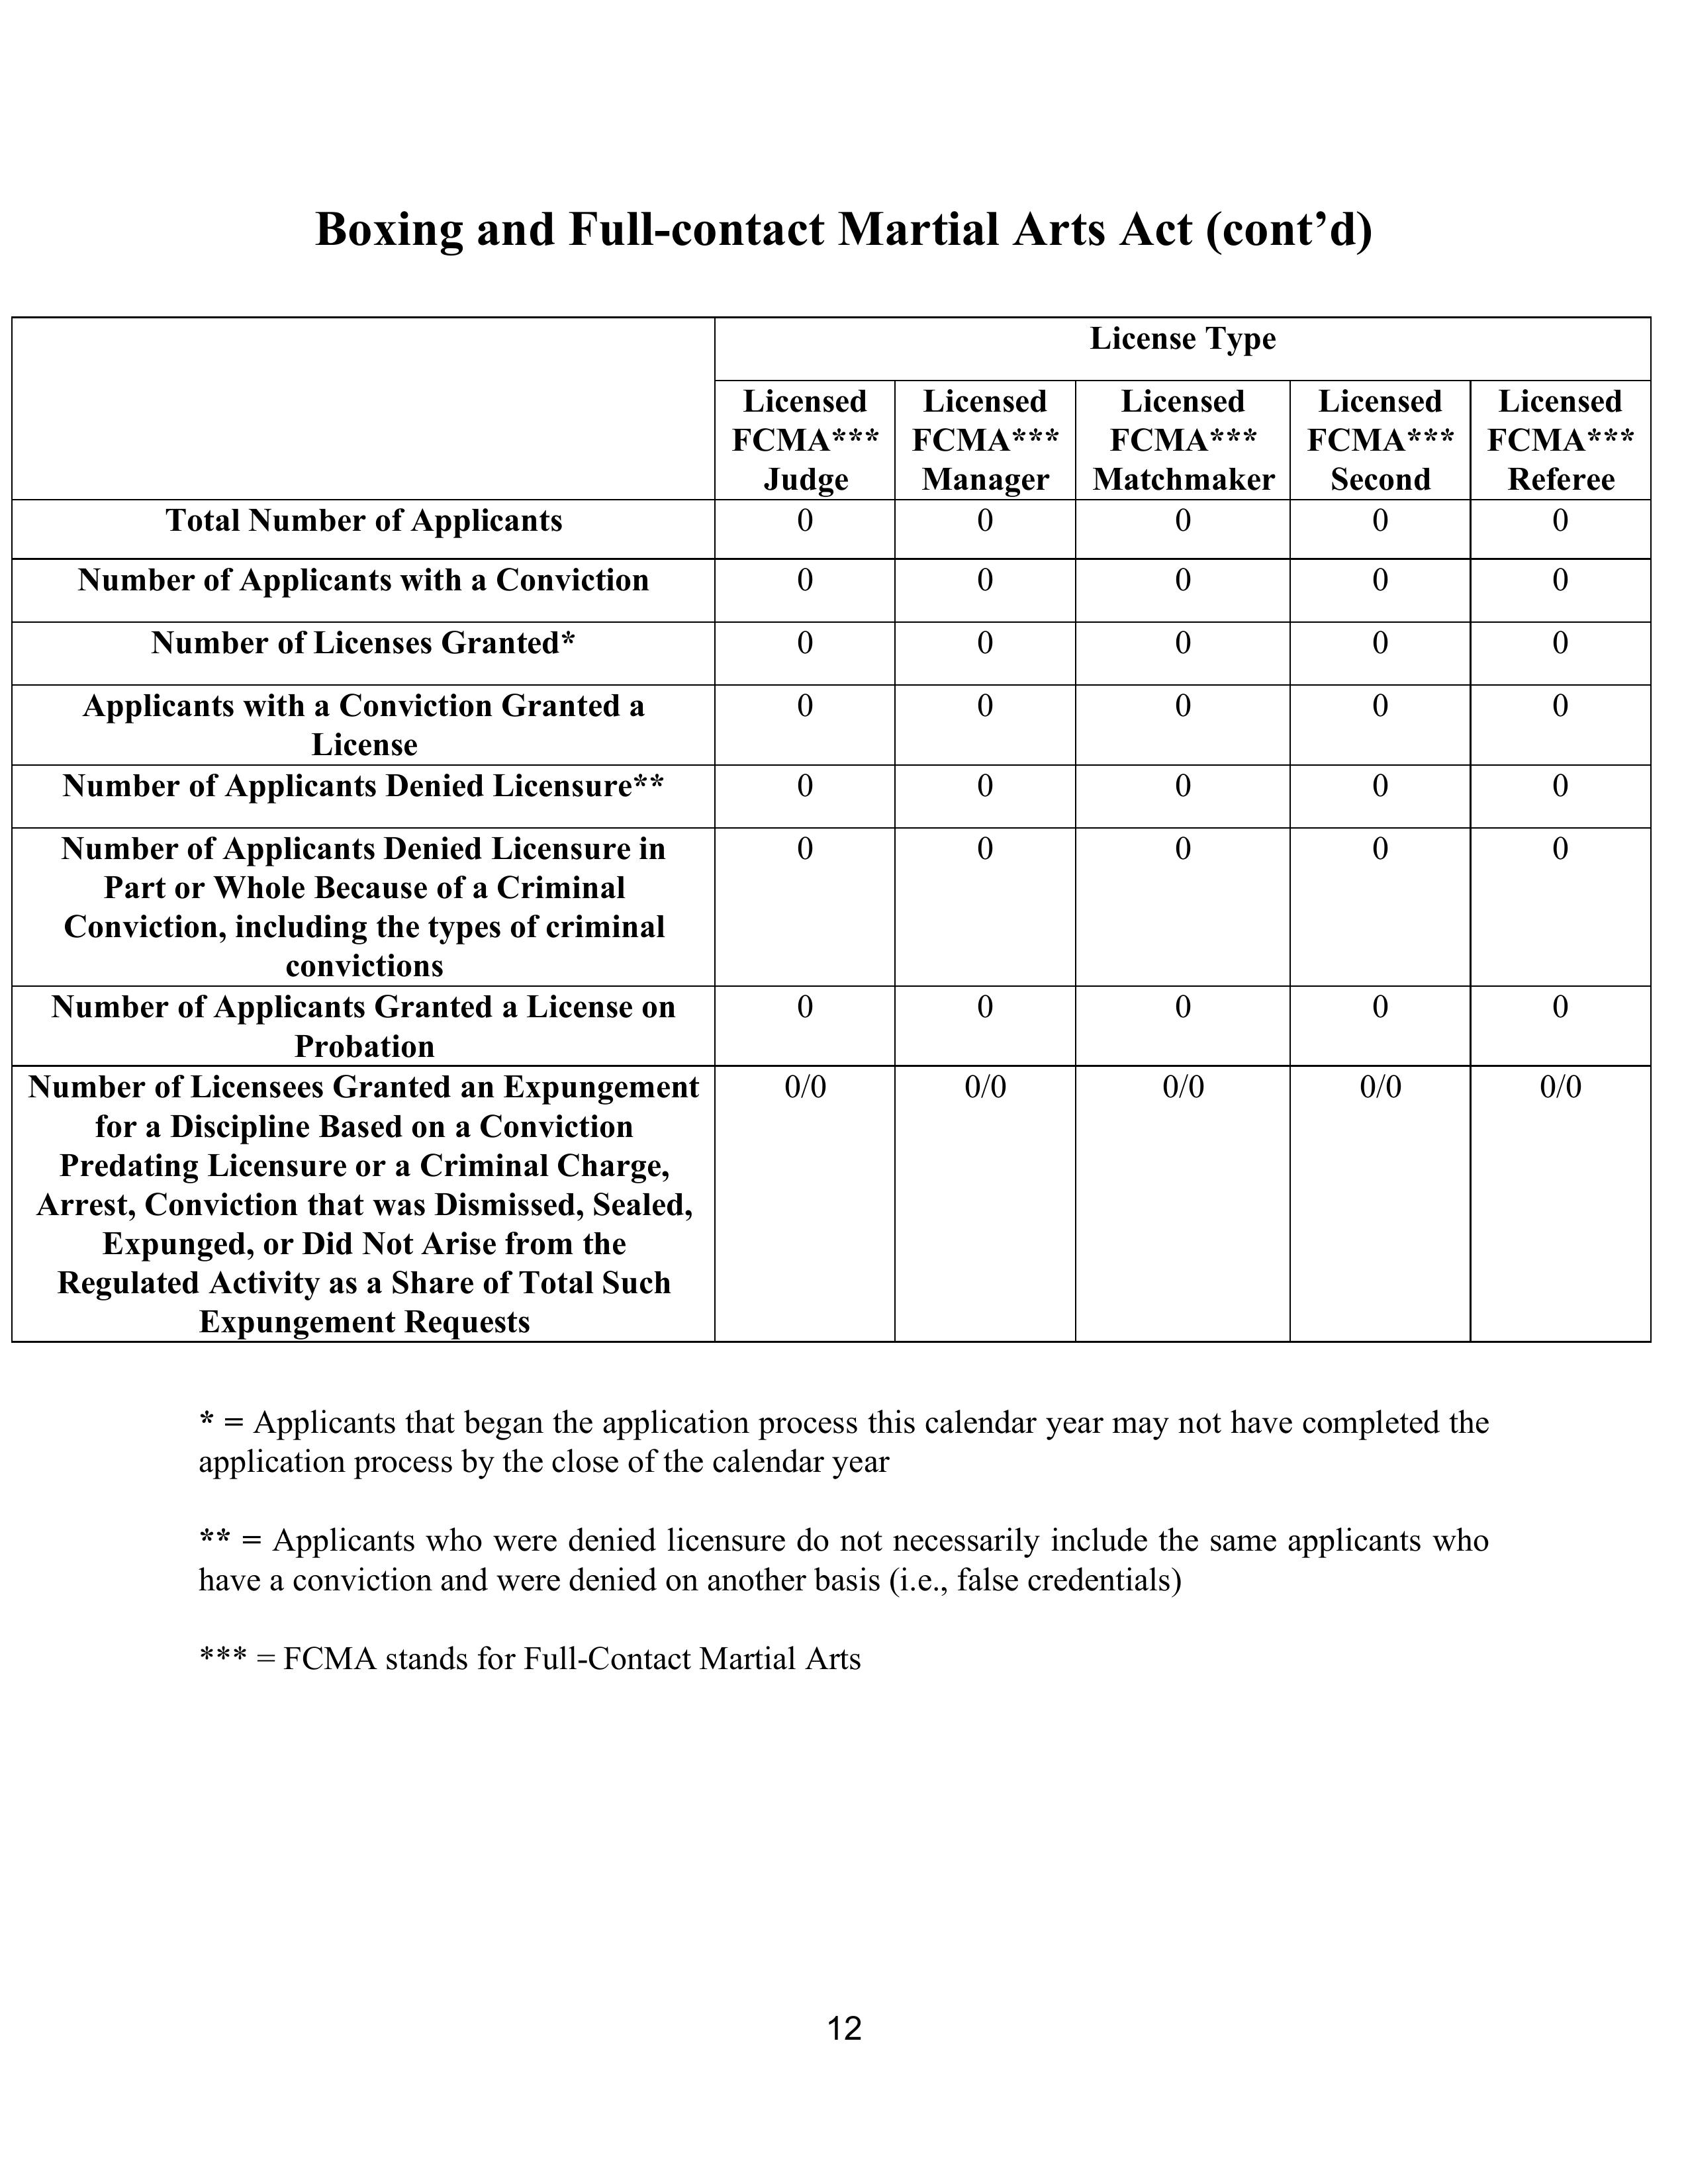 Boxing and Full-contact Martial Arts Act (cont’d)
License Type
Licensed FCMA*** Judge
Licensed FCMA*** Manager
Licensed FCMA*** Matchmaker
Licensed FCMA*** Second
Licensed FCMA*** Referee
Total Number of Applicants 0 0 0 0 0
Number of Applicants with a Conviction 0 0 0 0 0
Number of Licenses Granted* 0 0 0 0 0
Applicants with a Conviction Granted a 0 0 0 0 0
License
Number of Applicants Denied Licensure** 0 0 0 0 0
Number of Applicants Denied Licensure in 0 0 0 0 0
Part or Whole Because of a Criminal
Conviction, including the types of criminal
convictions
Number of Applicants Granted a License on 0 0 0 0 0
Probation
Number of Licensees Granted an Expungement 0/0 0/0 0/0 0/0 0/0
for a Discipline Based on a Conviction
Predating Licensure or a Criminal Charge,
Arrest, Conviction that was Dismissed, Sealed,
Expunged, or Did Not Arise from the
Regulated Activity as a Share of Total Such
Expungement Requests
* = Applicants that began the application process this calendar year may not have completed the
application process by the close of the calendar year
** = Applicants who were denied licensure do not necessarily include the same applicants who
have a conviction and were denied on another basis (i.e., false credentials)
*** = FCMA stands for Full-Contact Martial Arts
12